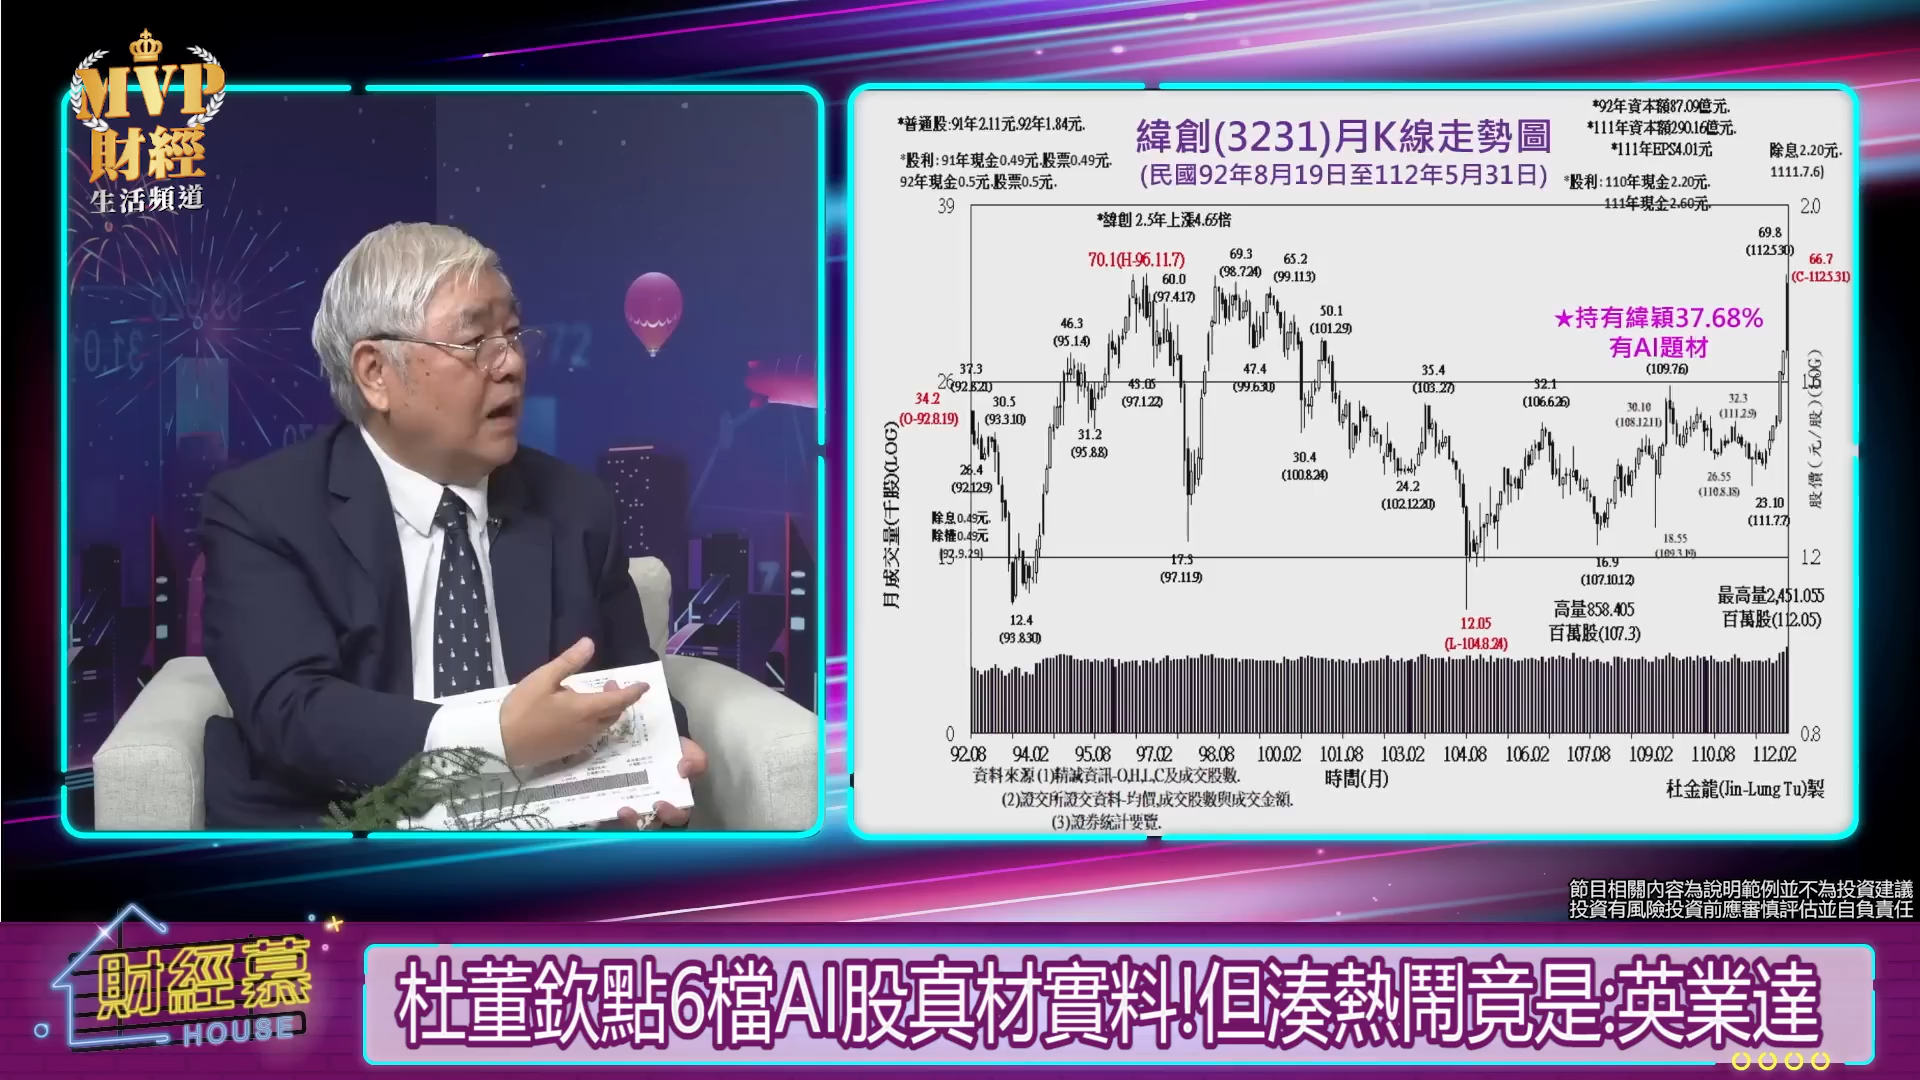 MVP
財經
生活頻道
*普通股:91年2.11元.92年1.84元.
*股利:91年現金0.49元.股票0.49元.
92年現金0.5元.股票0.5元.
緯創(3231)月K線走勢圖
(民國92年8月19日至112年5月31日)
*92年資本額87.09億元.
*111年資本額290.16億元.
*111年EPS4.01元
*股利:110年現金2.20元.
111年現金2.60元.
除息2.20元.
1111.7.6)
39
2.0
*緯創 2.5年上漲4.65倍
70.1(H-96.11.7)
60.0
(97.4.17)
69.3
(98.7.24)
65.2
(99.11.3)
69.8
(112.5.30)
66.7
(C-112.5.31)
46.3
(95.1.4)
50.1
(101.2.9)
★持有緯穎37.68%
有AI題材
(109.7.6)
37.3
(92.8.21)
26
34.2
(O-92.8.19)
30.5
(93.3.10)
43.05
(97.1.22)
47.4
(99.6.30)
35.4
(103.2.7)
32.1
(106.6.26)
30.10
(108.12.11)
32.3
(111.2.9)
31.2
(95.8.8)
30.4
(100.8.24)
24.2
(102.12.20)
26.4
(92.12.9)
26.55
(110.8.18)
23.10
(111.7.7)
除息0.49元.
除權0.49元
(92.9.29)
18.55
(109.3.19)
17.3
(97.11.9)
16.9
(107.10.12)
1.2
12.4
(93.8.30)
12.05
(L-104.8.24)
高量858.405
百萬股(107.3)
最高量2,451.055
百萬股(112.05)
月成交量(千股)(LOG)
股價(元/股)(LOG)
0
0.8
92.08 94.02 95.08 97.02 98.08 100.02 101.08 103.02 104.08 106.02 107.08 109.02 110.08 112.02
時間(月)
資料來源(1)精誠資訊-O,H,L,C及成交股數.
(2)證交所證交資料-均價,成交股數與成交金額.
(3)證券統計要覽.
杜金龍(Jin-Lung Tu)製
節目相關內容為說明範例並不為投資建議
投資有風險投資前應審慎評估並自負責任
財經慕
HOUSE
杜董欽點6檔AI股真材實料!但湊熱鬧竟是:英業達